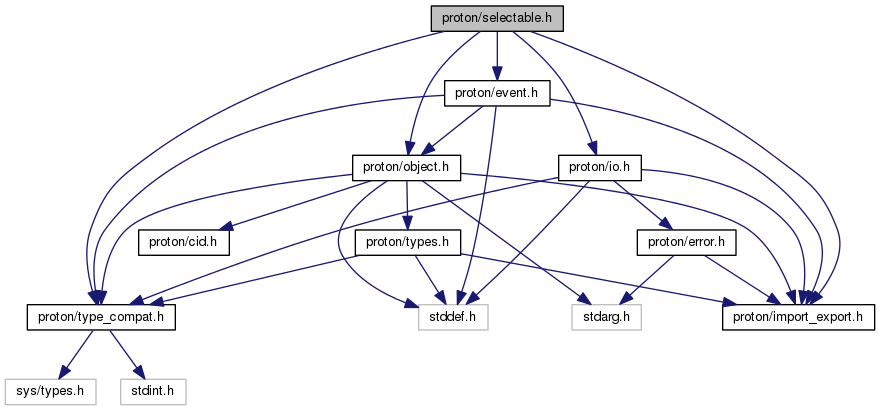 proton/selectable.h
proton/event.h
proton/object.h
proton/io.h
proton/cid.h
proton/types.h
proton/error.h
proton/type_compat.h
stddef.h
stdarg.h
proton/import_export.h
sys/types.h
stdint.h